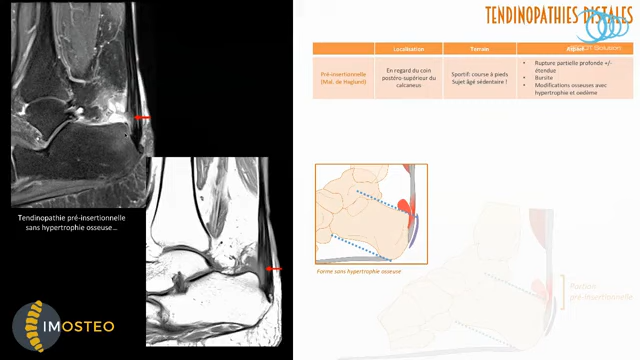 TENDINOPATHIES DISTALES
Localisation
Terrain
Pré-insertionnelle
(Mal. de Haglund)
En regard du coin
postéro-supérieur du
calcaneus
Sportif: course à pieds
Sujet âgé sédentaire !
• Rupture partielle profonde +/-
étendue
• Bursite
• Modifications osseuses avec
hypertrophie et oedème
Tendinopathie pré-insertionnelle
sans hypertrophie osseuse…
Forme sans hypertrophie osseuse
Portion
pré-insertionnelle
IMOSTEO